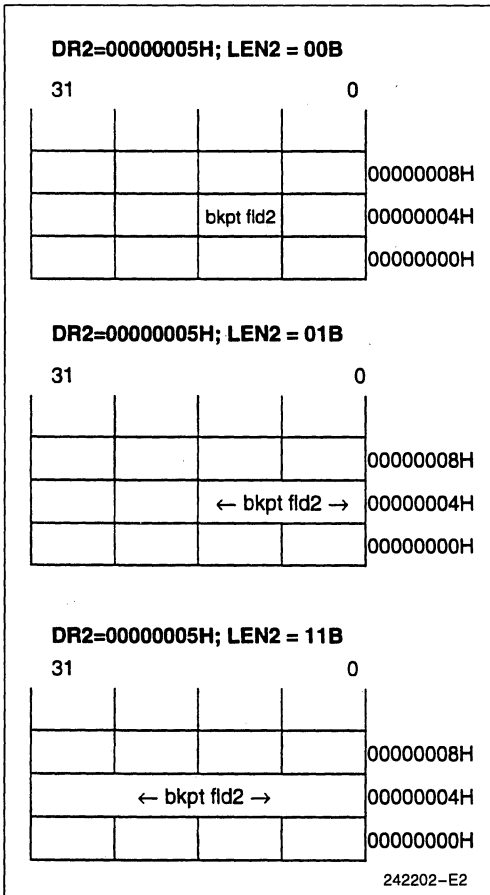 DR2=00000005H; LEN2 = 00B
31 0
00000008H
bkpt fld2 00000004H
00000000H
DR2=00000005H; LEN2 = 01B
31 0
00000008H
← bkpt fld2 → 00000004H
00000000H
DR2=00000005H; LEN2 = 11B
31 0
00000008H
← bkpt fld2 → 00000004H
00000000H
242202-E2